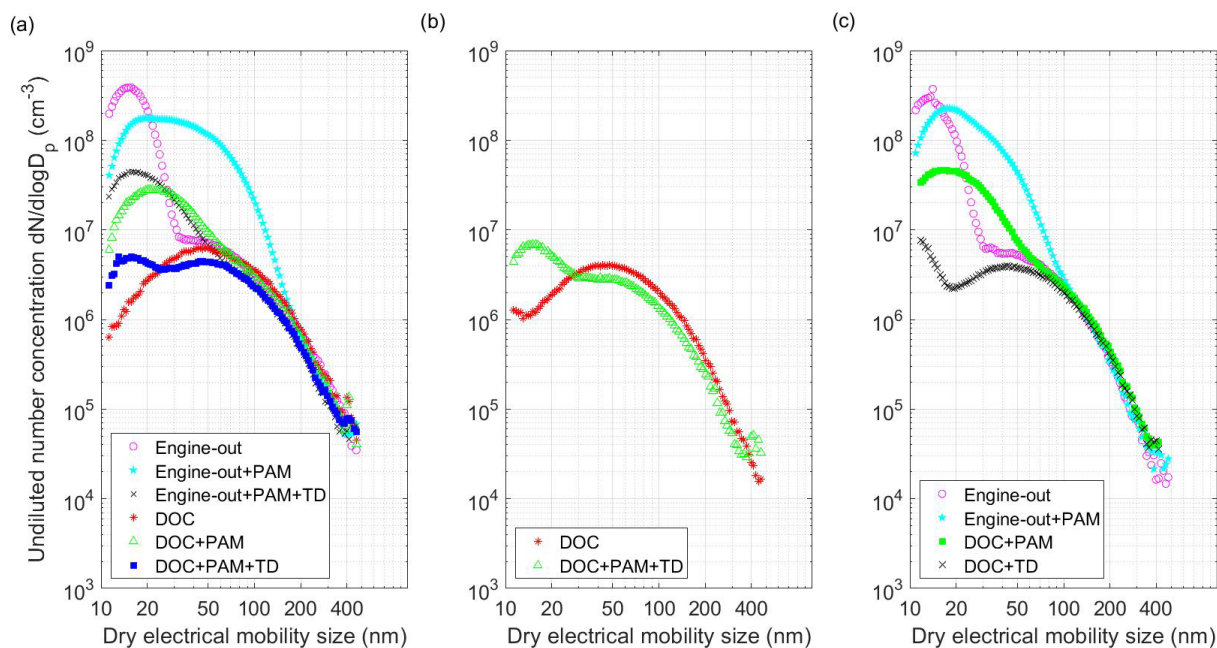 (a)
(b)
(c)
Undiluted number concentration dN/dlogD_p (cm^-3)
10^9
10^8
10^7
10^6
10^5
10^4
10^3
Engine-out
Engine-out+PAM
Engine-out+PAM+TD
DOC
DOC+PAM
DOC+PAM+TD
10 20 50 100 200 400
Dry electrical mobility size (nm)
10^9
10^8
10^7
10^6
10^5
10^4
10^3
DOC
DOC+PAM+TD
10 20 50 100 200 400
Dry electrical mobility size (nm)
10^9
10^8
10^7
10^6
10^5
10^4
10^3
Engine-out
Engine-out+PAM
DOC+PAM
DOC+TD
10 20 50 100 200 400
Dry electrical mobility size (nm)